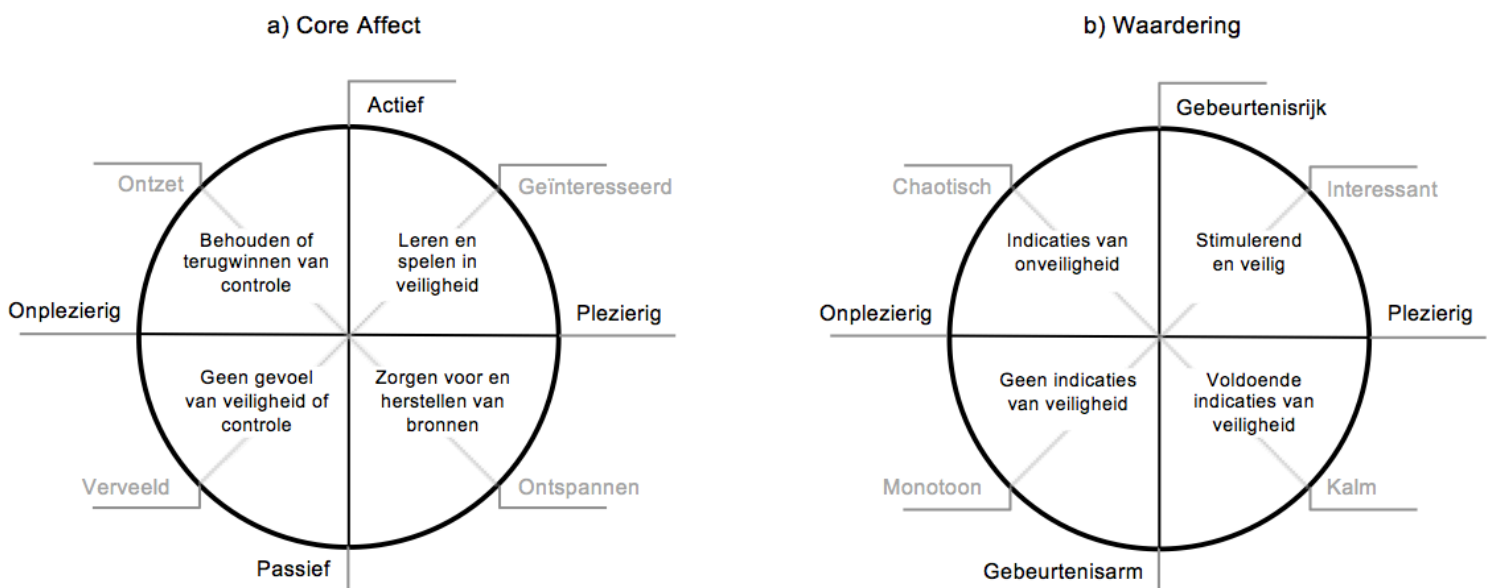 a) Core Affect
Actief
Ontzet
Geïnteresseerd
Behouden of
terugwinnen van
controle
Leren en
spelen in
veiligheid
Onplezierig
Plezierig
Geen gevoel
van veiligheid of
controle
Zorgen voor en
herstellen van
bronnen
Verveeld
Ontspannen
Passief
b) Waardering
Gebeurtenisrijk
Chaotisch
Interessant
Indicaties van
onveiligheid
Stimulerend
en veilig
Onplezierig
Plezierig
Geen indicaties
van veiligheid
Voldoende
indicaties van
veiligheid
Monotoon
Kalm
Gebeurtenisarm